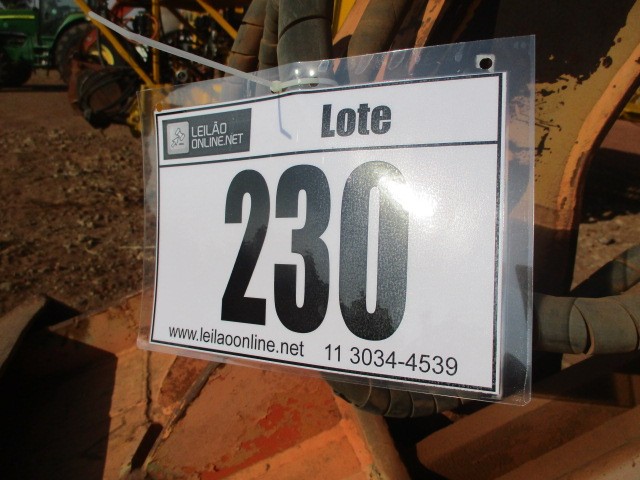 LEILÃO
ONLINE.NET
Lote
230
www.leilaoonline.net 11 3034-4539